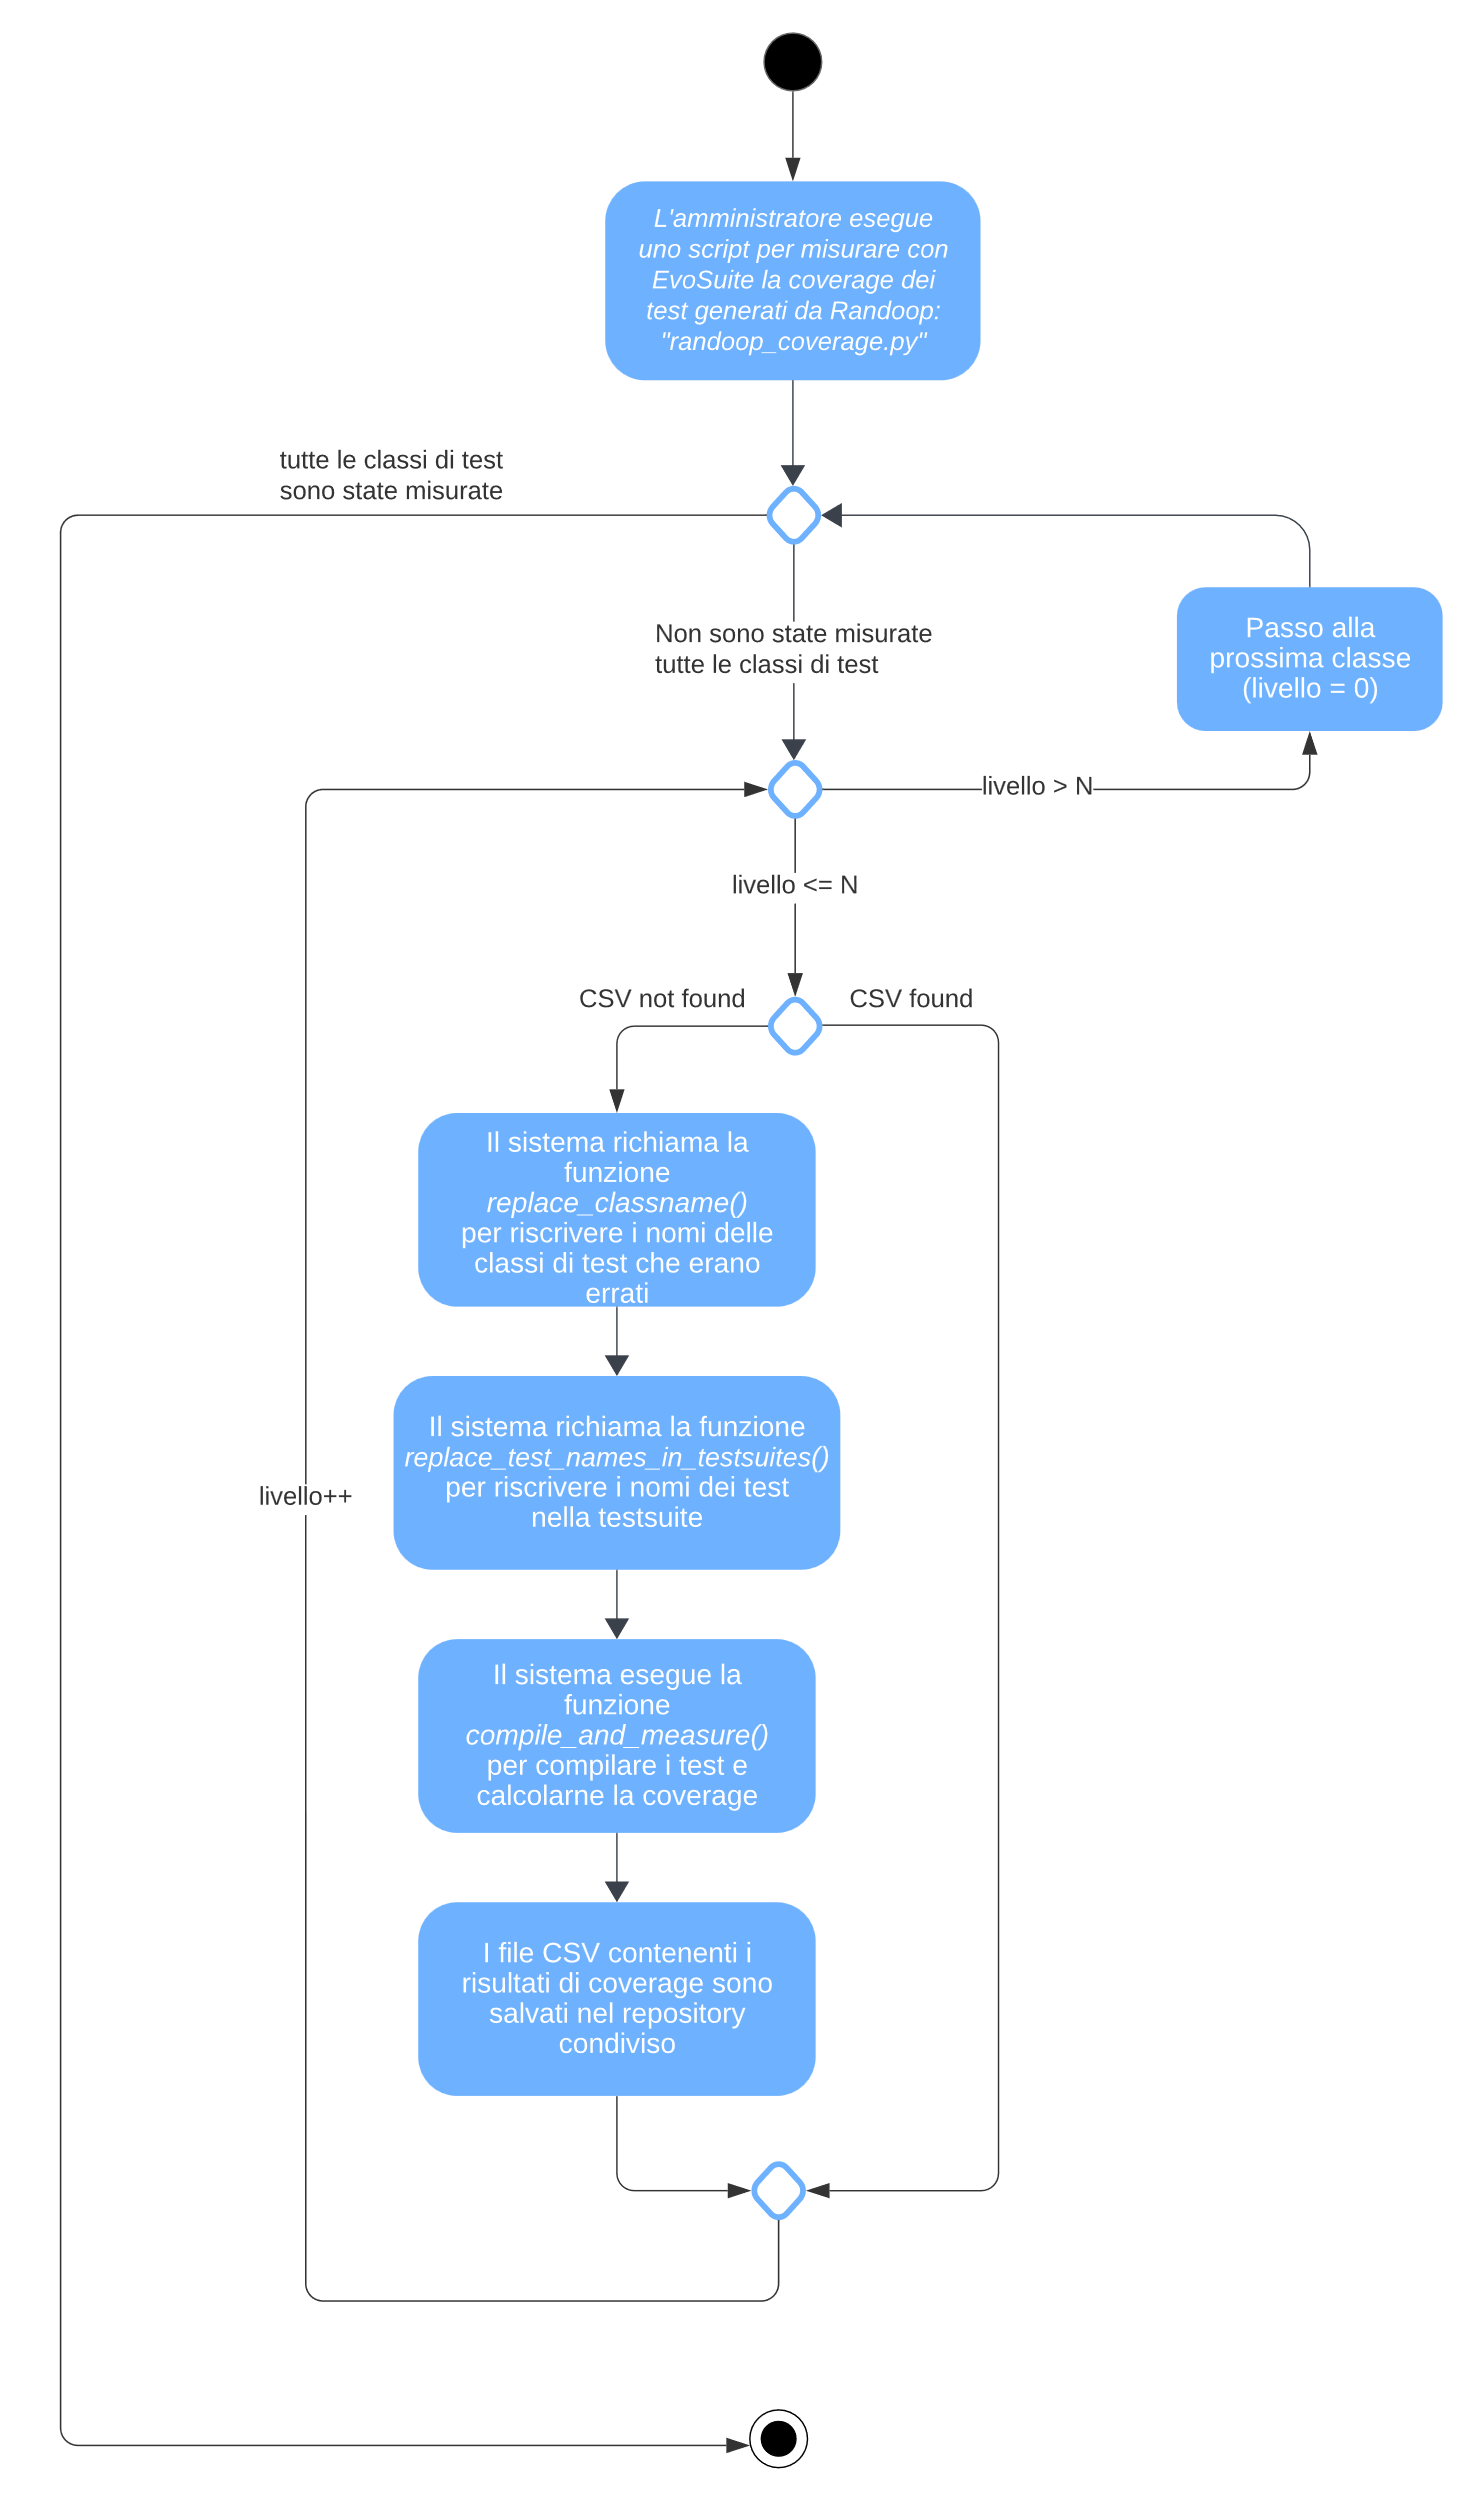 L'amministratore esegue
uno script per misurare con
EvoSuite la coverage dei
test generati da Randoop:
"randoop_coverage.py"
tutte le classi di test
sono state misurate
Non sono state misurate
tutte le classi di test
Passo alla
prossima classe
(livello = 0)
livello > N
livello <= N
CSV not found
CSV found
Il sistema richiama la
funzione
replace_classname()
per riscrivere i nomi delle
classi di test che erano
errati
Il sistema richiama la funzione
replace_test_names_in_testsuites()
per riscrivere i nomi dei test
nella testsuite
livello++
Il sistema esegue la
funzione
compile_and_measure()
per compilare i test e
calcolarne la coverage
I file CSV contenenti i
risultati di coverage sono
salvati nel repository
condiviso